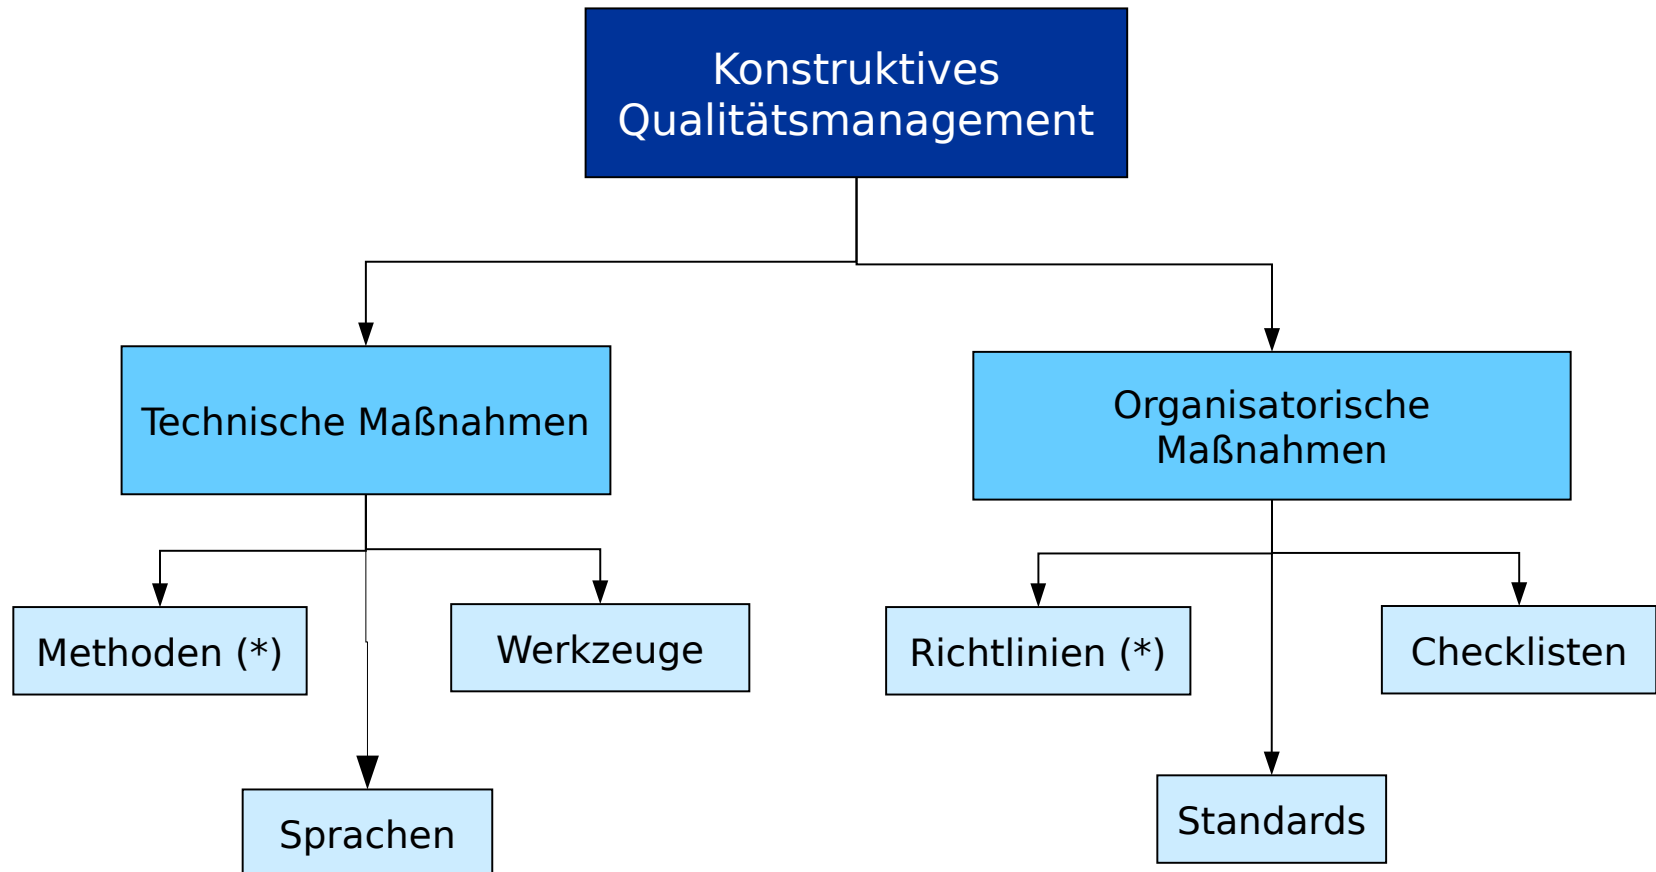 Konstruktives
Qualitätsmanagement
Technische Maßnahmen
Organisatorische
Maßnahmen
Methoden (*)
Werkzeuge
Richtlinien (*)
Checklisten
Sprachen
Standards